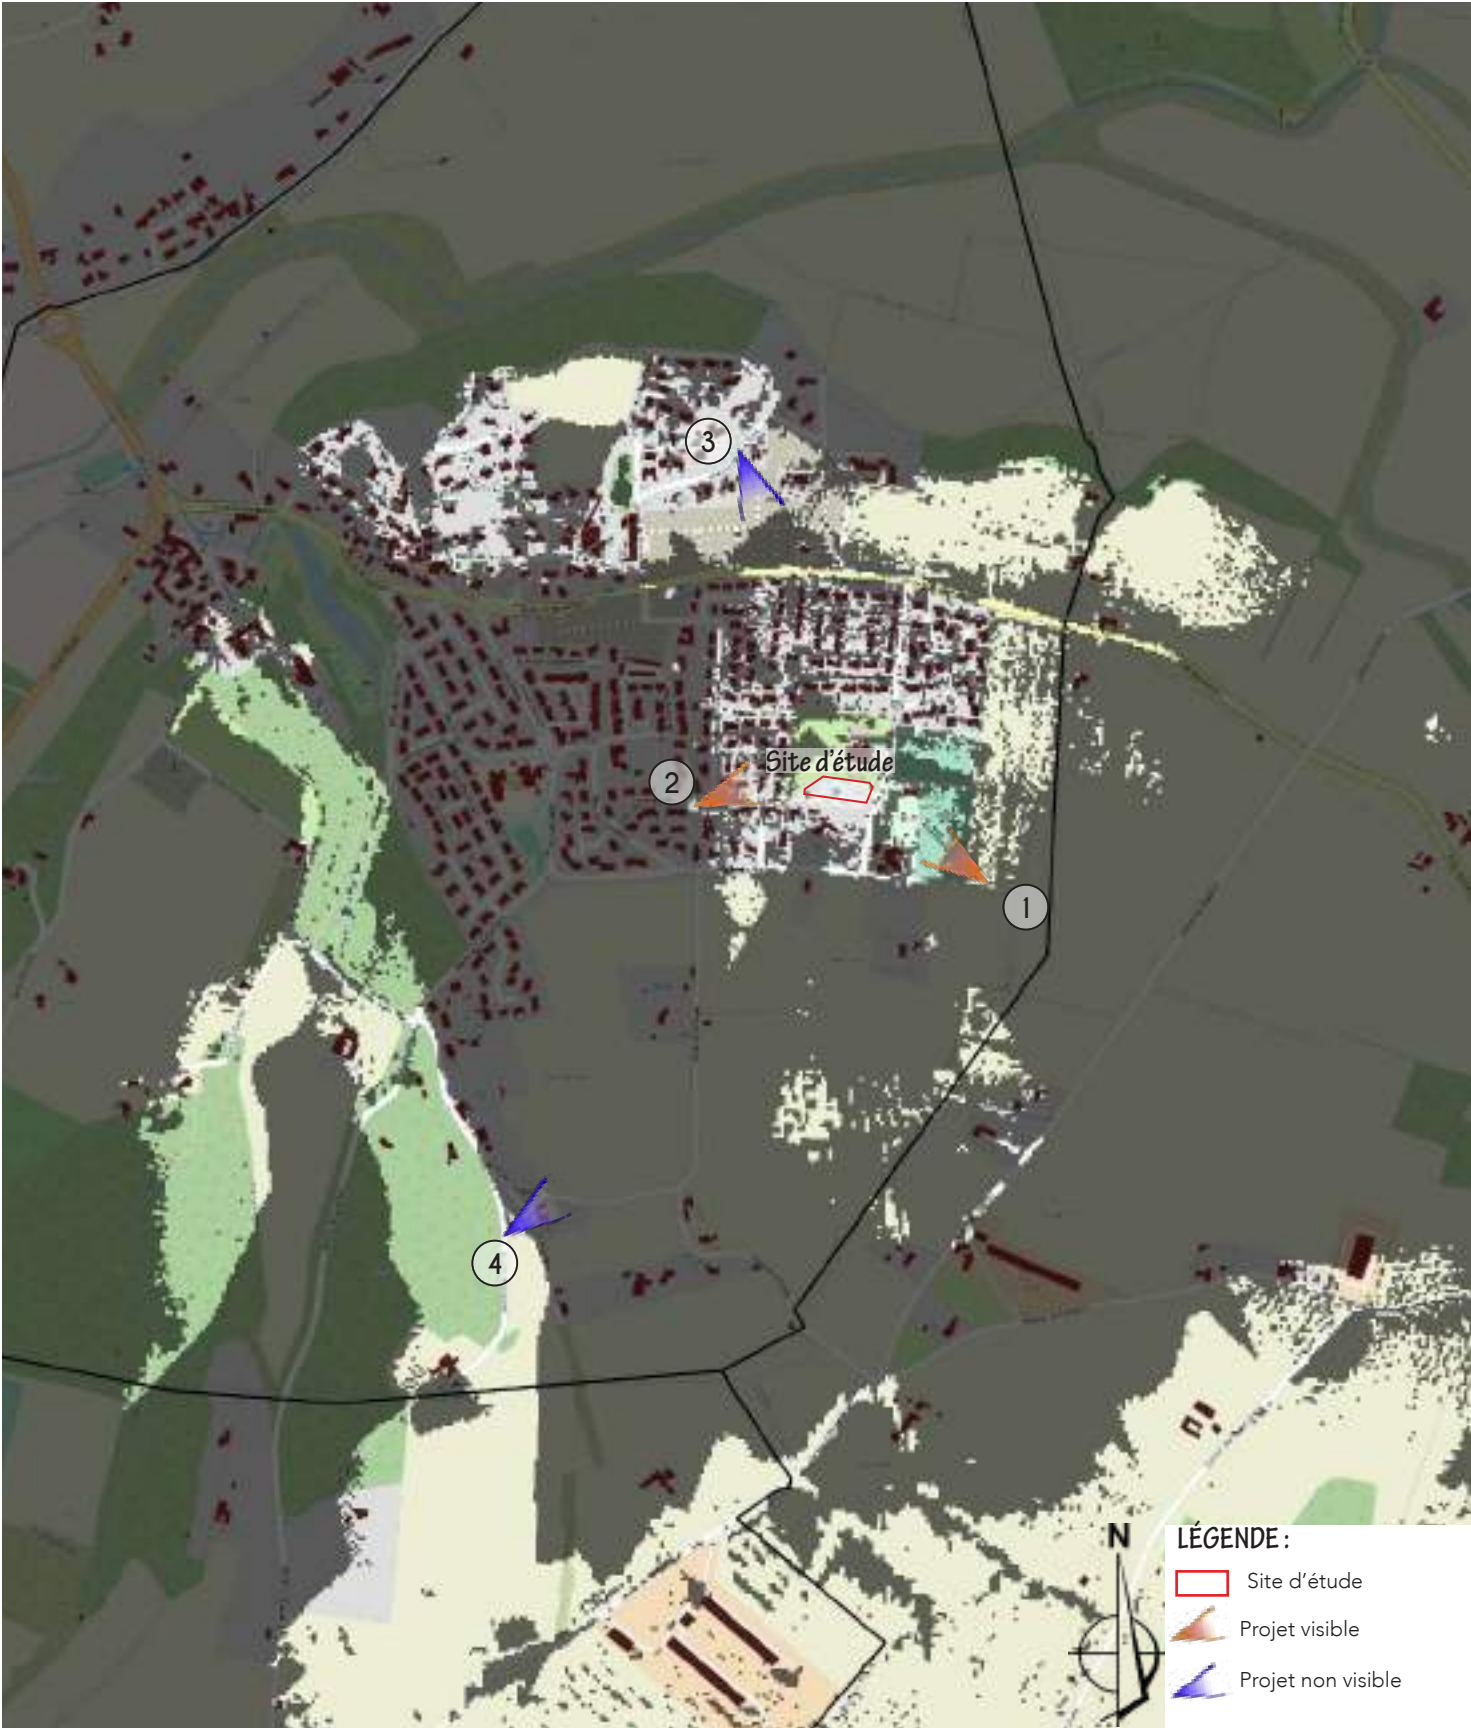 3
Site d'étude
2
1
4
N
LÉGENDE :
Site d'étude
Projet visible
Projet non visible